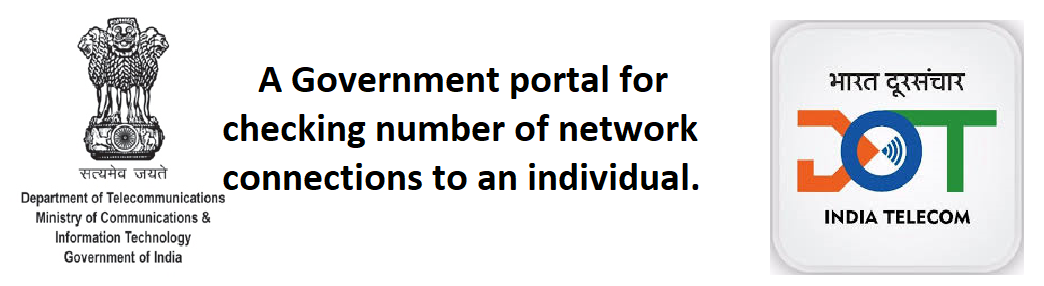 सत्यमेव जयते
Department of Telecommunications
Ministry of Communications &
Information Technology
Government of India
A Government portal for
checking number of network
connections to an individual.
भारत दूरसंचार
DOT
INDIA TELECOM